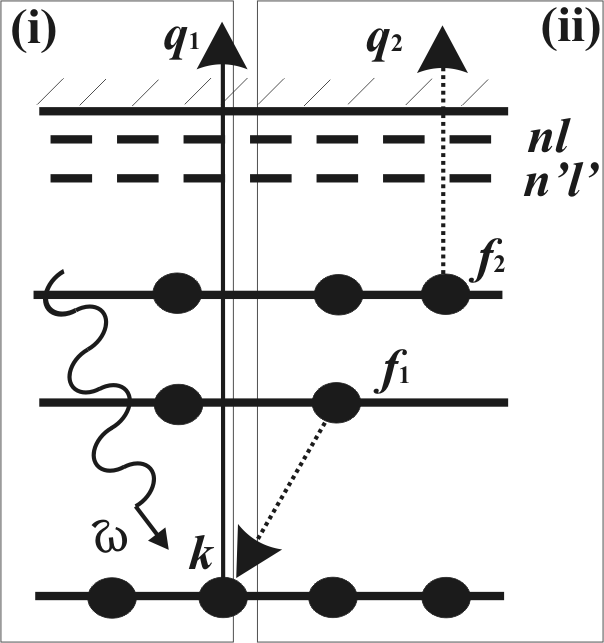 (i) q1 q2 (ii)
nl
n'l'
f2
f1
ω k